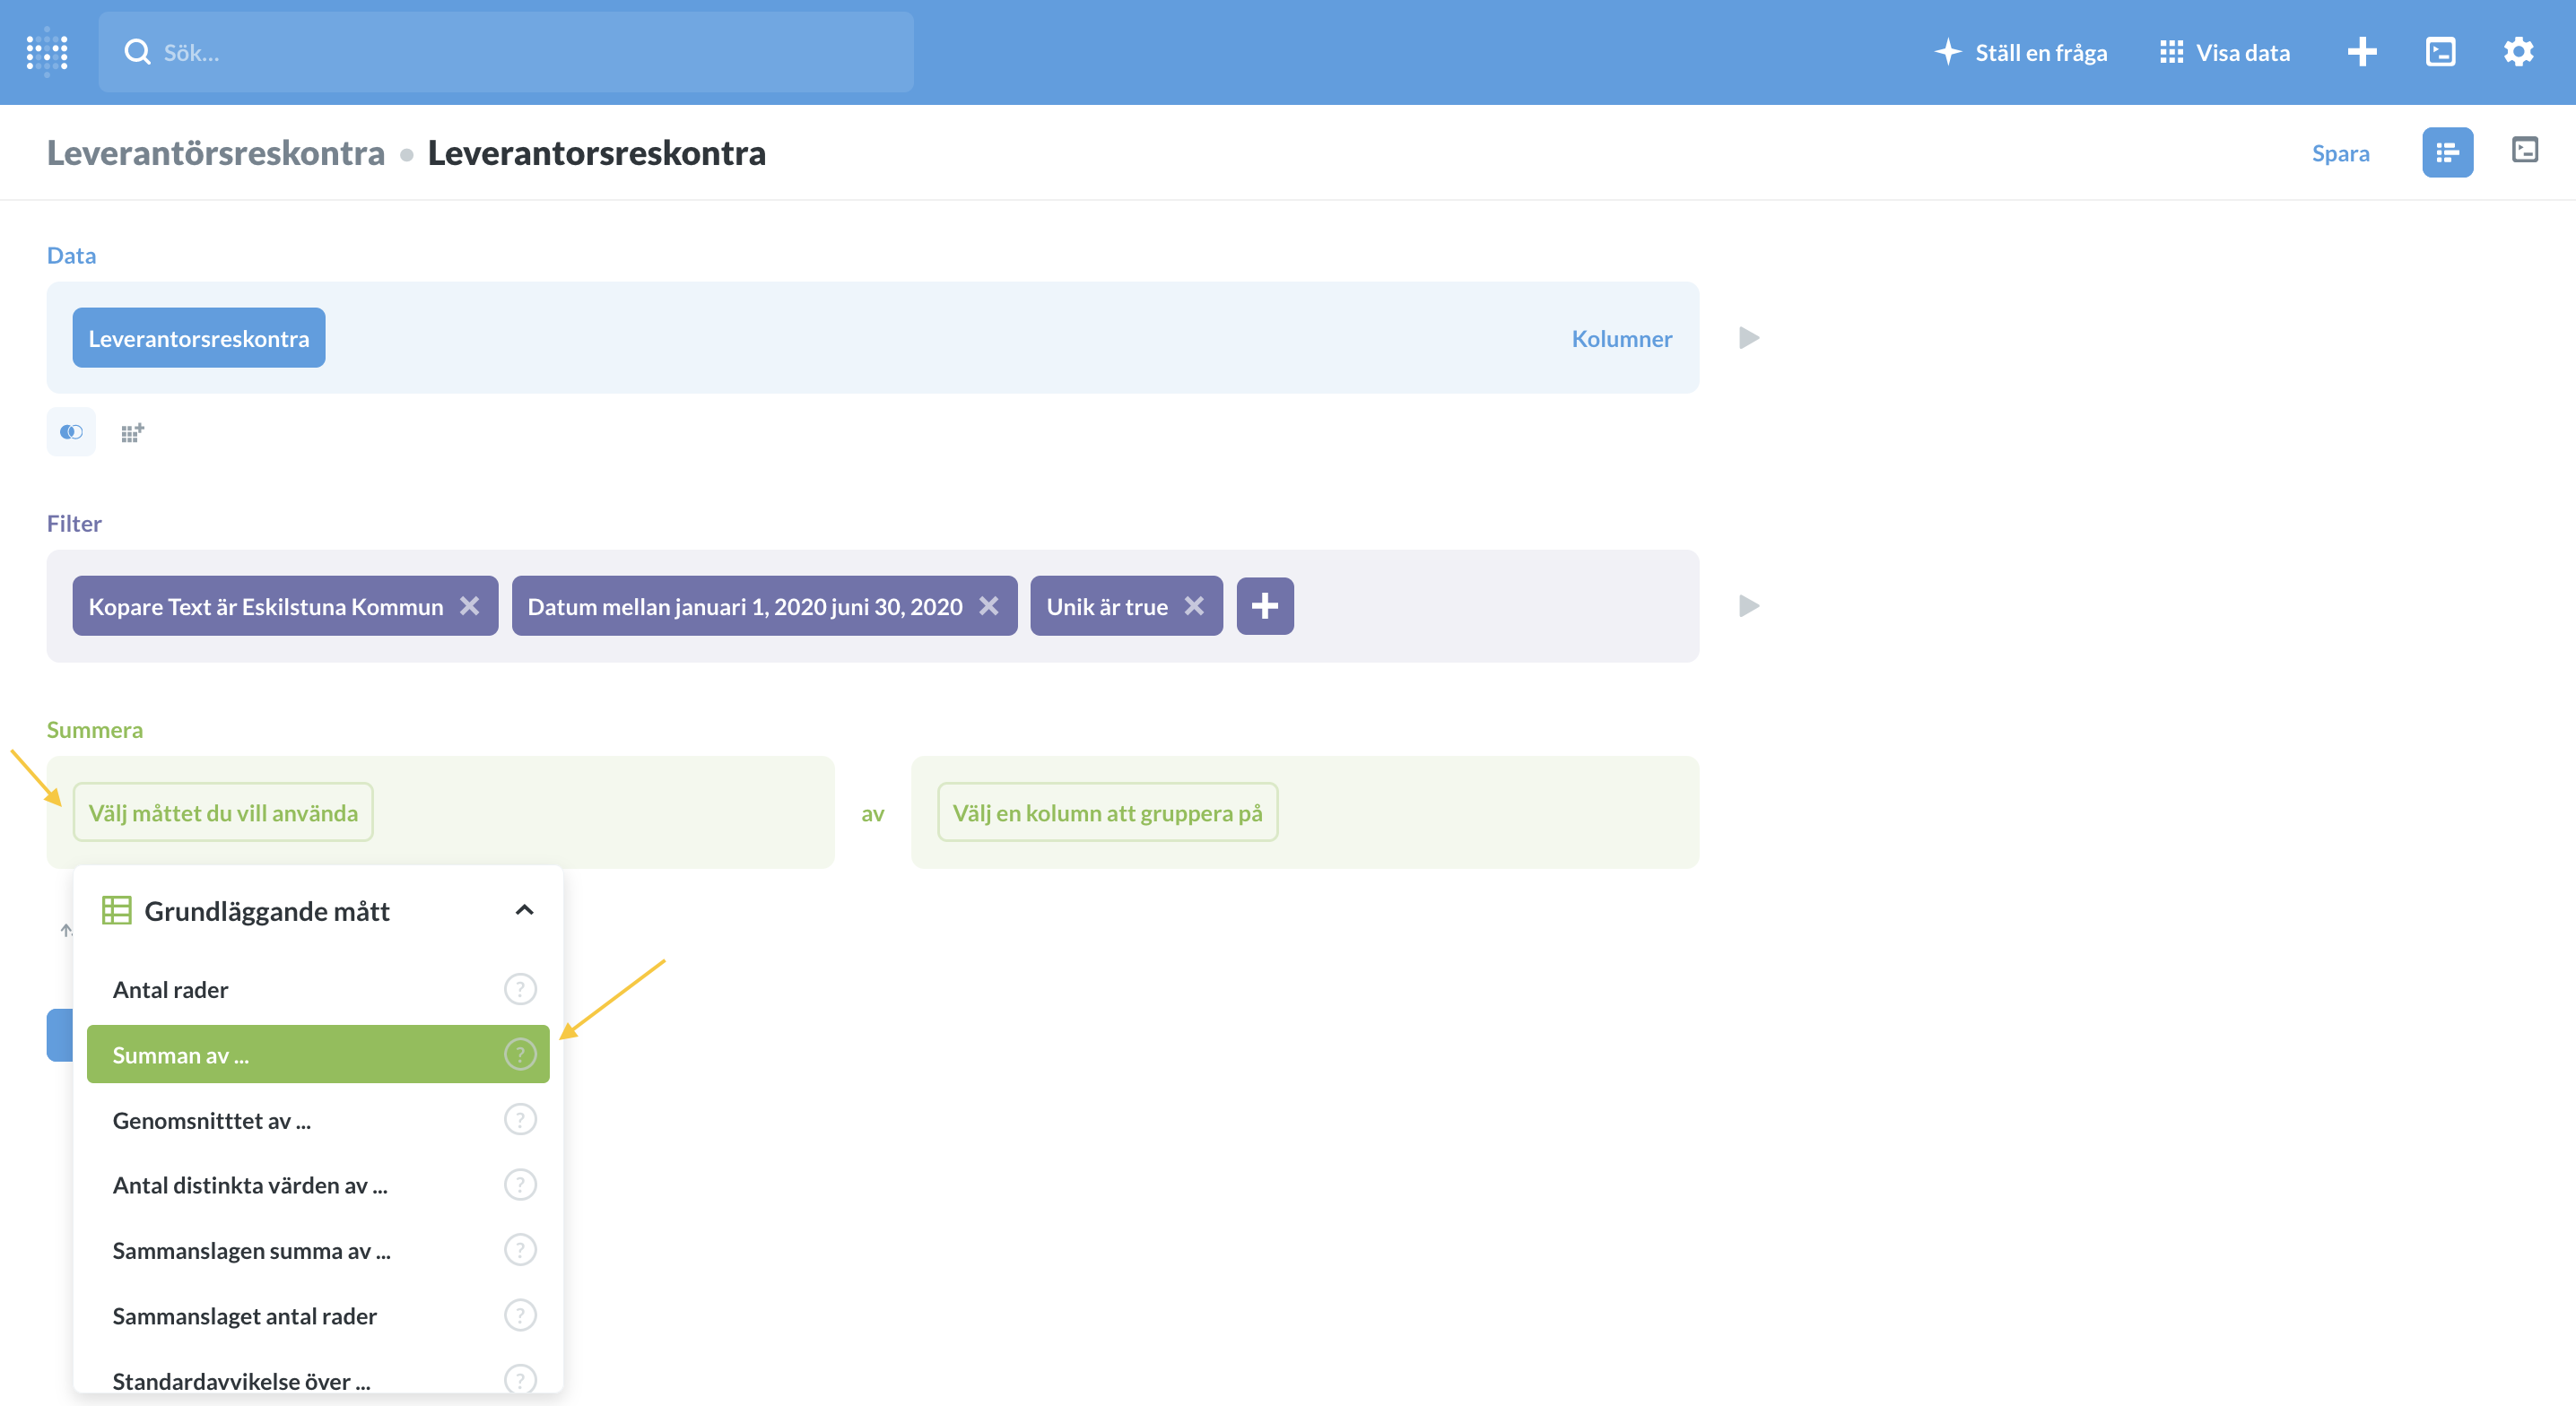 Sök...
Ställ en fråga
Visa data
Leverantörsreskontra • Leverantorsreskontra
Spara
Data
Leverantorsreskontra
Kolumner
Filter
Kopare Text är Eskilstuna Kommun
Datum mellan januari 1, 2020 juni 30, 2020
Unik är true
Summera
Välj måttet du vill använda
av
Välj en kolumn att gruppera på
Grundläggande mått
Antal rader
?
Summan av ...
?
Genomsnitttet av ...
?
Antal distinkta värden av ...
?
Sammanslagen summa av ...
?
Sammanslaget antal rader
?
Standardavvikelse över ...
?